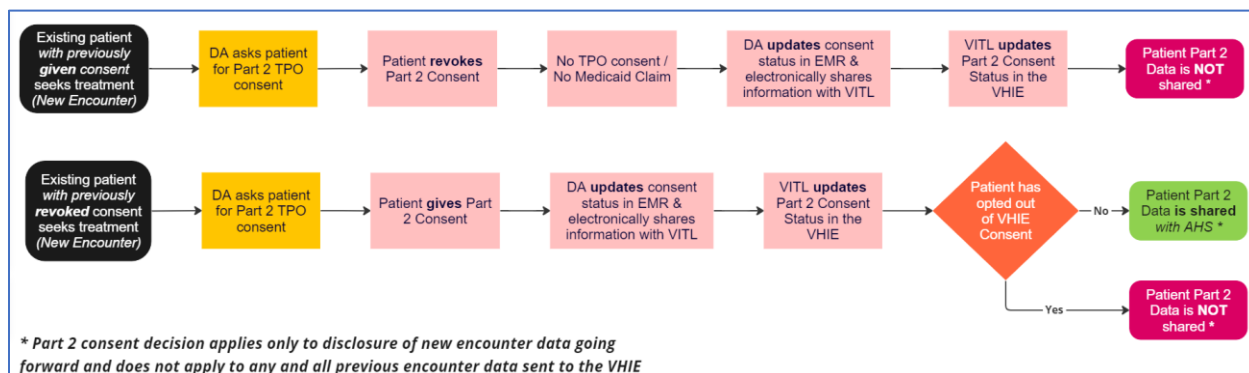 Existing patient
with previously
given consent
seeks treatment
(New Encounter)
DA asks patient
for Part 2 TPO
consent
Patient revokes
Part 2 Consent
No TPO consent /
No Medicaid Claim
DA updates consent
status in EMR &
electronically shares
information with VITL
VITL updates
Part 2 Consent
Status in the
VHIE
Patient Part 2
Data is NOT
shared *
Existing patient
with previously
revoked consent
seeks treatment
(New Encounter)
DA asks patient
for Part 2 TPO
consent
Patient gives Part
2 Consent
DA updates consent
status in EMR &
electronically shares
information with VITL
VITL updates
Part 2 Consent
Status in the
VHIE
Patient has
opted out
of VHIE
Consent
No
Patient Part 2
Data is shared
with AHS *
Yes
Patient Part 2
Data is NOT
shared *
* Part 2 consent decision applies only to disclosure of new encounter data going
forward and does not apply to any and all previous encounter data sent to the VHIE